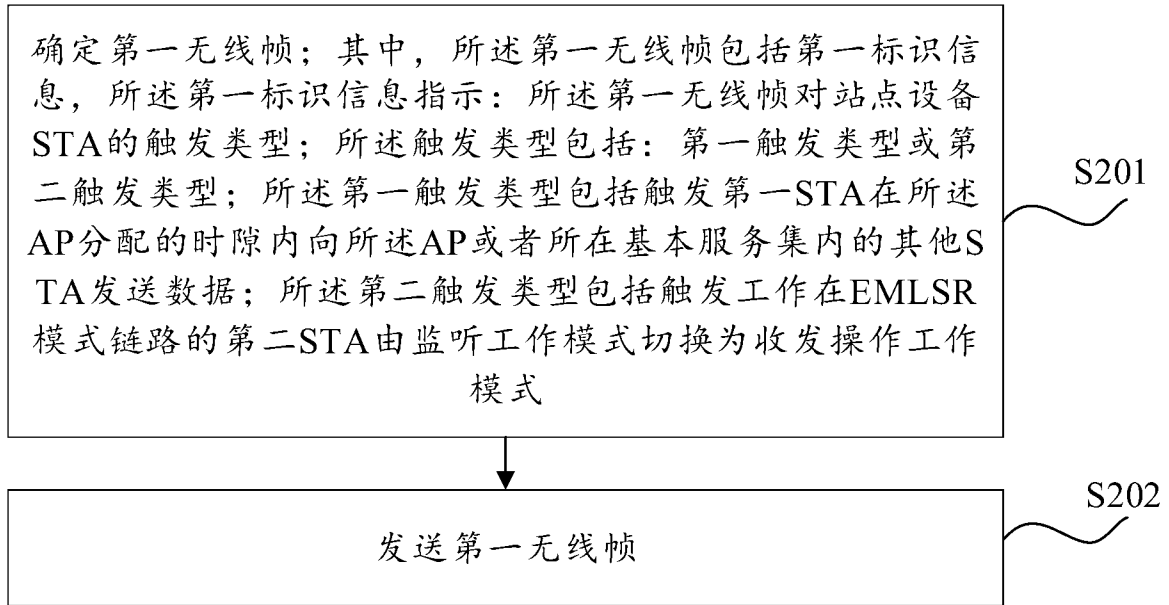 确定第一无线帧；其中，所述第一无线帧包括第一标识信
息，所述第一标识信息指示：所述第一无线帧对站点设备
STA的触发类型；所述触发类型包括：第一触发类型或第
二触发类型；所述第一触发类型包括触发第一STA在所述
AP分配的时隙内向所述AP或者所在基本服务集内的其他S
TA发送数据；所述第二触发类型包括触发工作在EMLSR
模式链路的第二STA由监听工作模式切换为收发操作工作
模式
S201
发送第一无线帧
S202